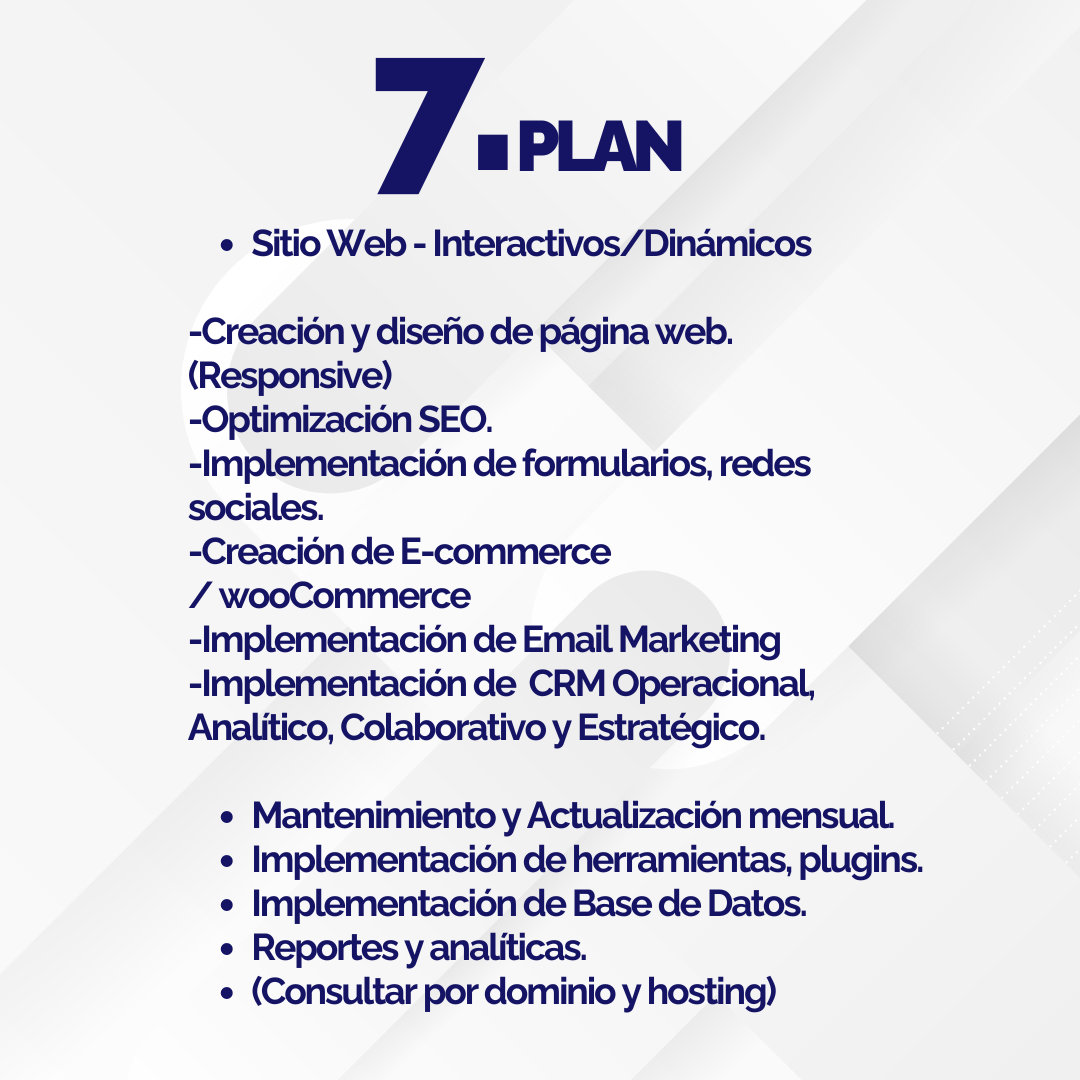 7.PLAN
• Sitio Web - Interactivos/Dinámicos
-Creación y diseño de página web.
(Responsive)
-Optimización SEO.
-Implementación de formularios, redes
sociales.
-Creación de E-commerce
/ wooCommerce
-Implementación de Email Marketing
-Implementación de  CRM Operacional,
Analítico, Colaborativo y Estratégico.
• Mantenimiento y Actualización mensual.
• Implementación de herramientas, plugins.
• Implementación de Base de Datos.
• Reportes y analíticas.
• (Consultar por dominio y hosting)